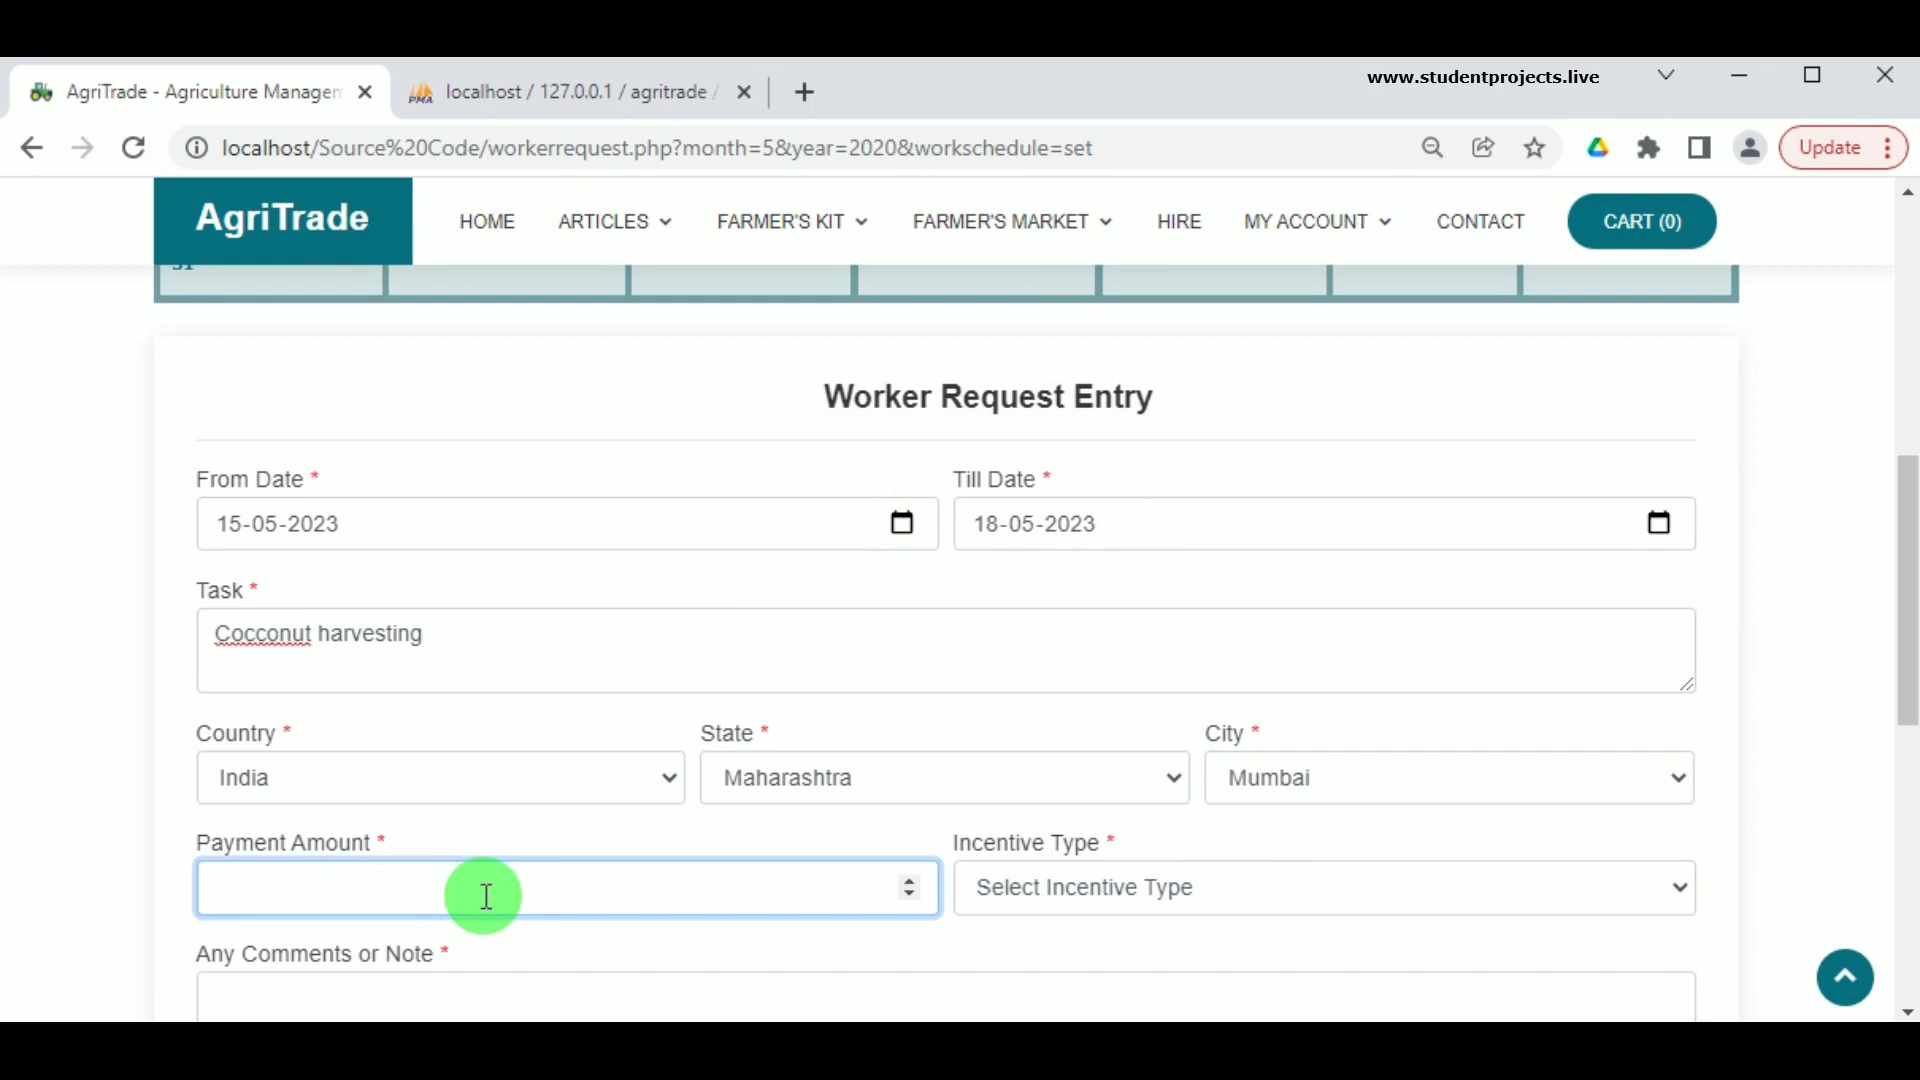 www.studentprojects.live
AgriTrade - Agriculture Managem
PMA
localhost / 127.0.0.1 / agritrade /
localhost/Source%20Code/workerrequest.php?month=5&year=2020&workschedule=set
Update
AgriTrade
HOME
ARTICLES
FARMER'S KIT
FARMER'S MARKET
HIRE
MY ACCOUNT
CONTACT
CART (0)
31
Worker Request Entry
From Date *
Till Date *
15-05-2023
18-05-2023
Task *
Cocconut harvesting
Country *
State *
City *
India
Maharashtra
Mumbai
Payment Amount *
Incentive Type *
Select Incentive Type
Any Comments or Note *